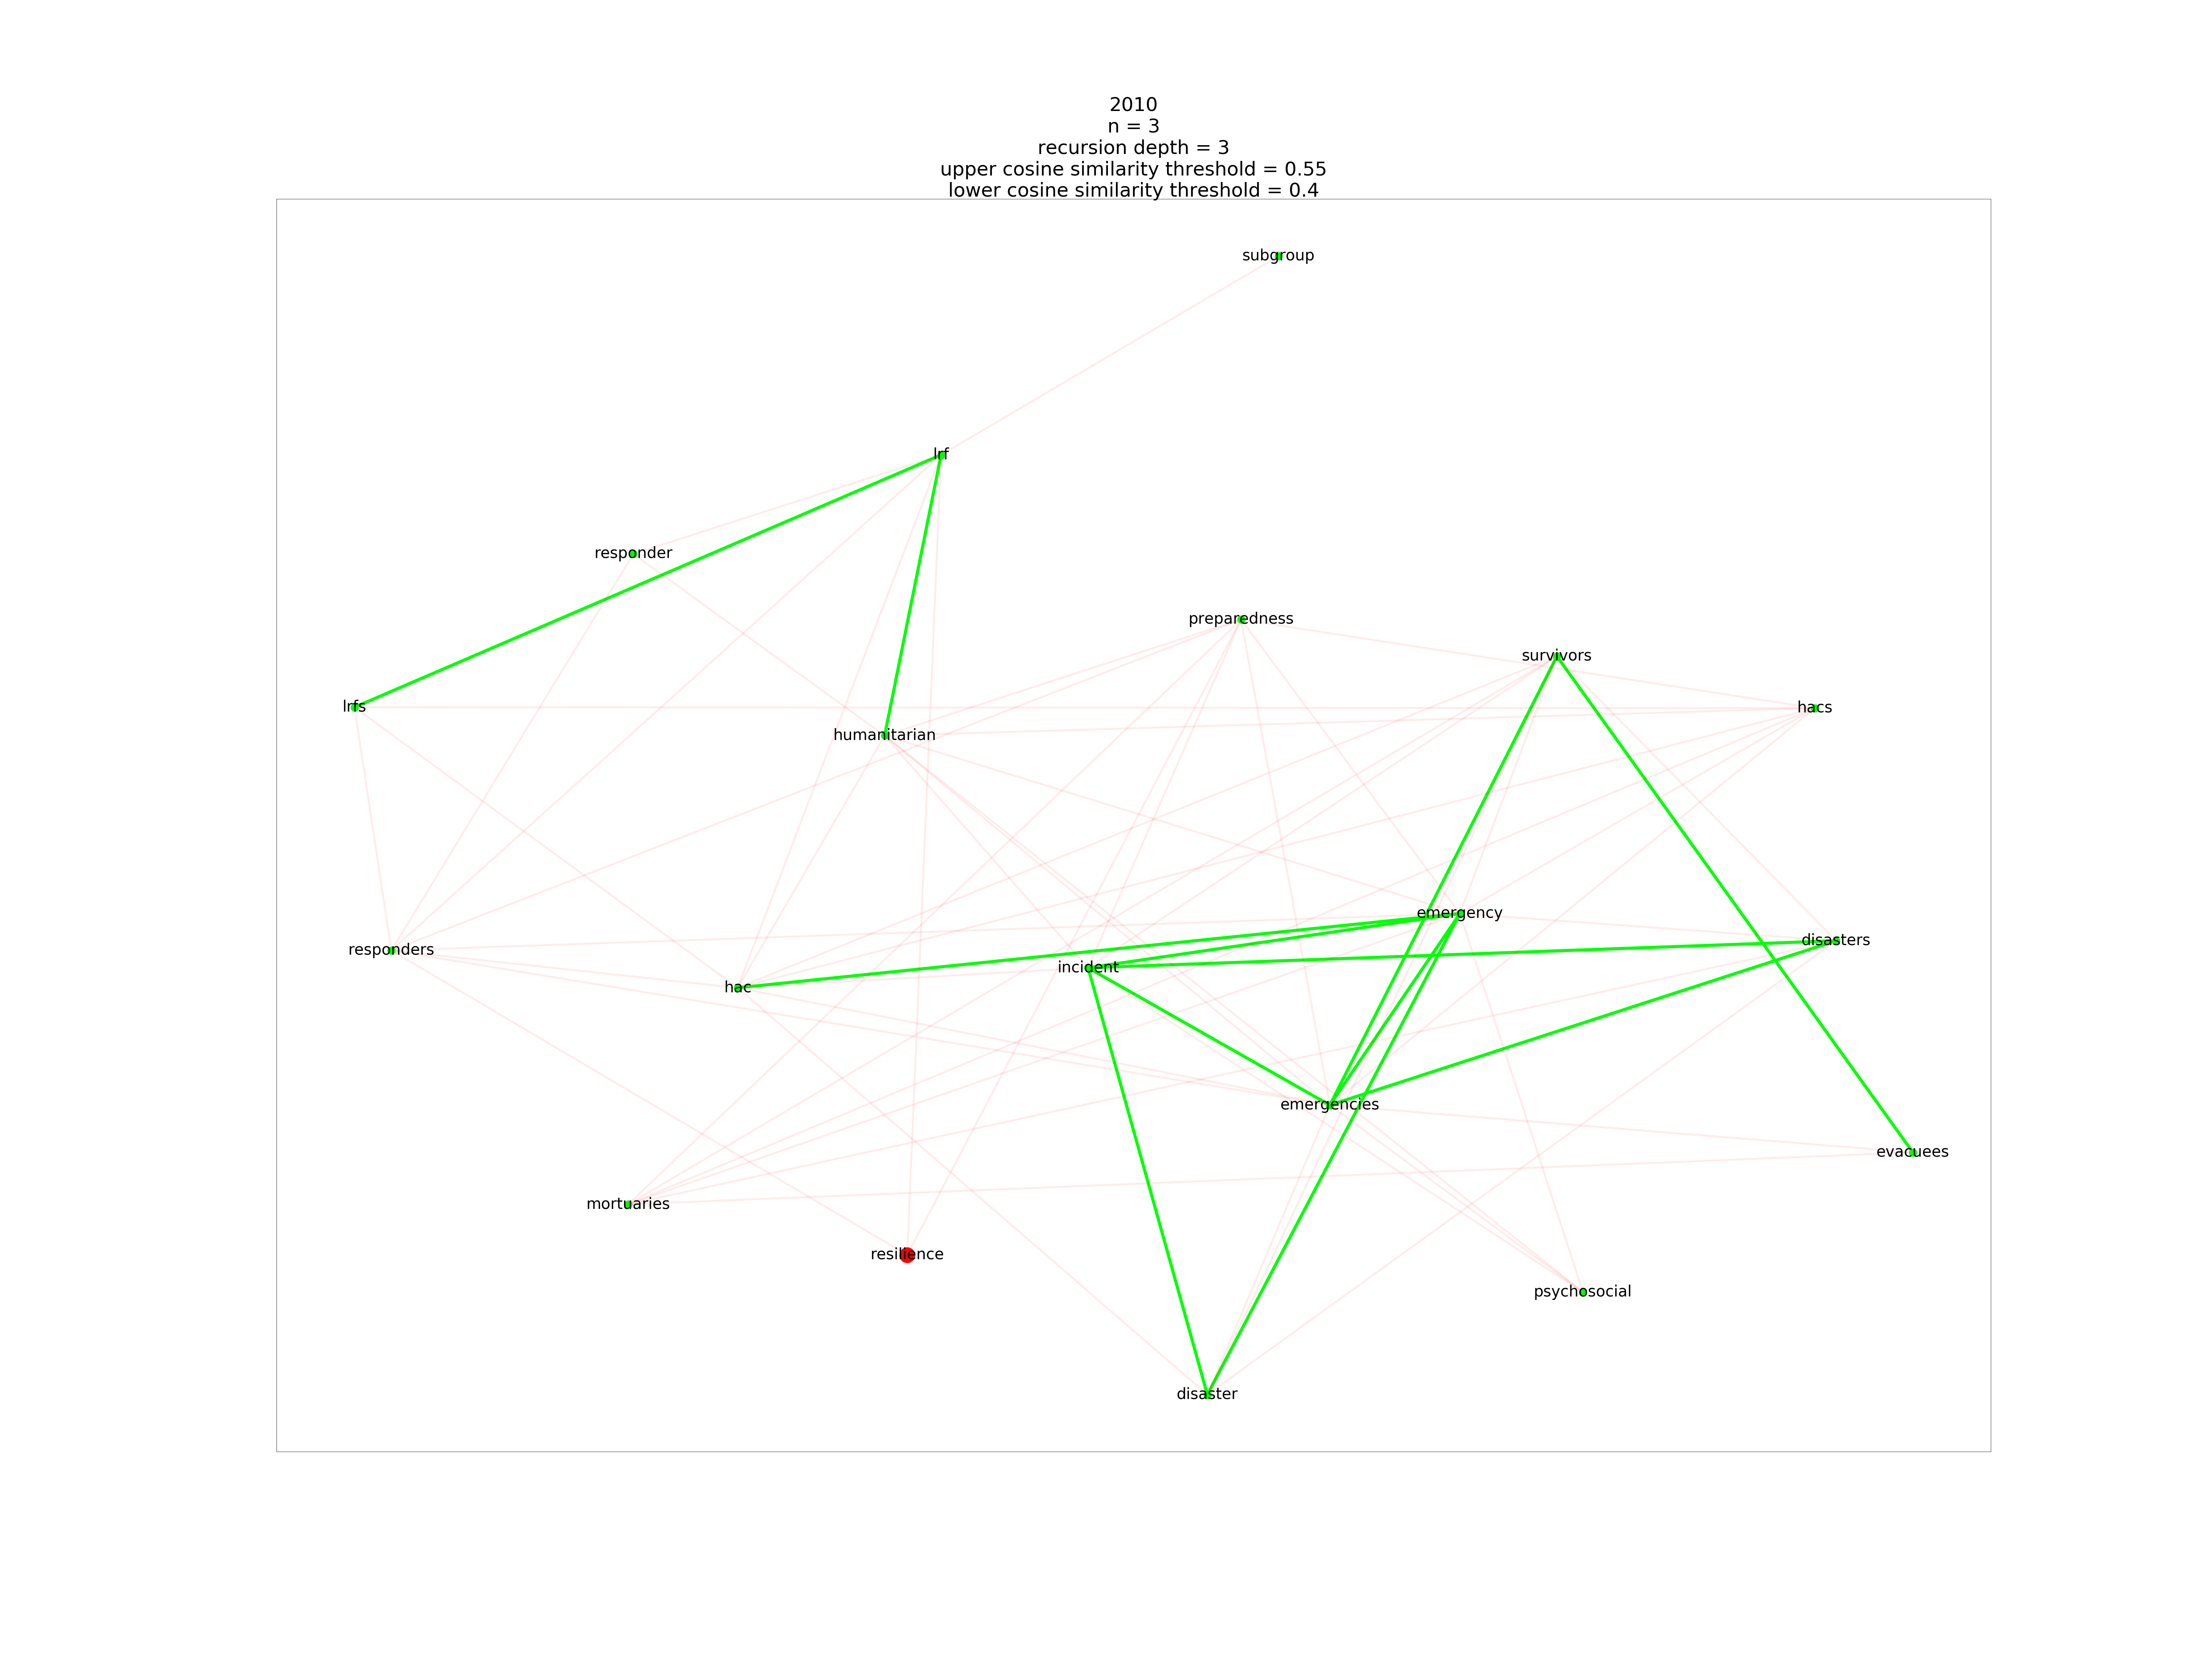 2010
n = 3
recursion depth = 3
upper cosine similarity threshold = 0.55
lower cosine similarity threshold = 0.4
subgroup
lrf
responder
preparedness
survivors
lrfs
hacs
humanitarian
emergency
disasters
responders
incident
hac
emergencies
evacuees
mortuaries
resilience
psychosocial
disaster